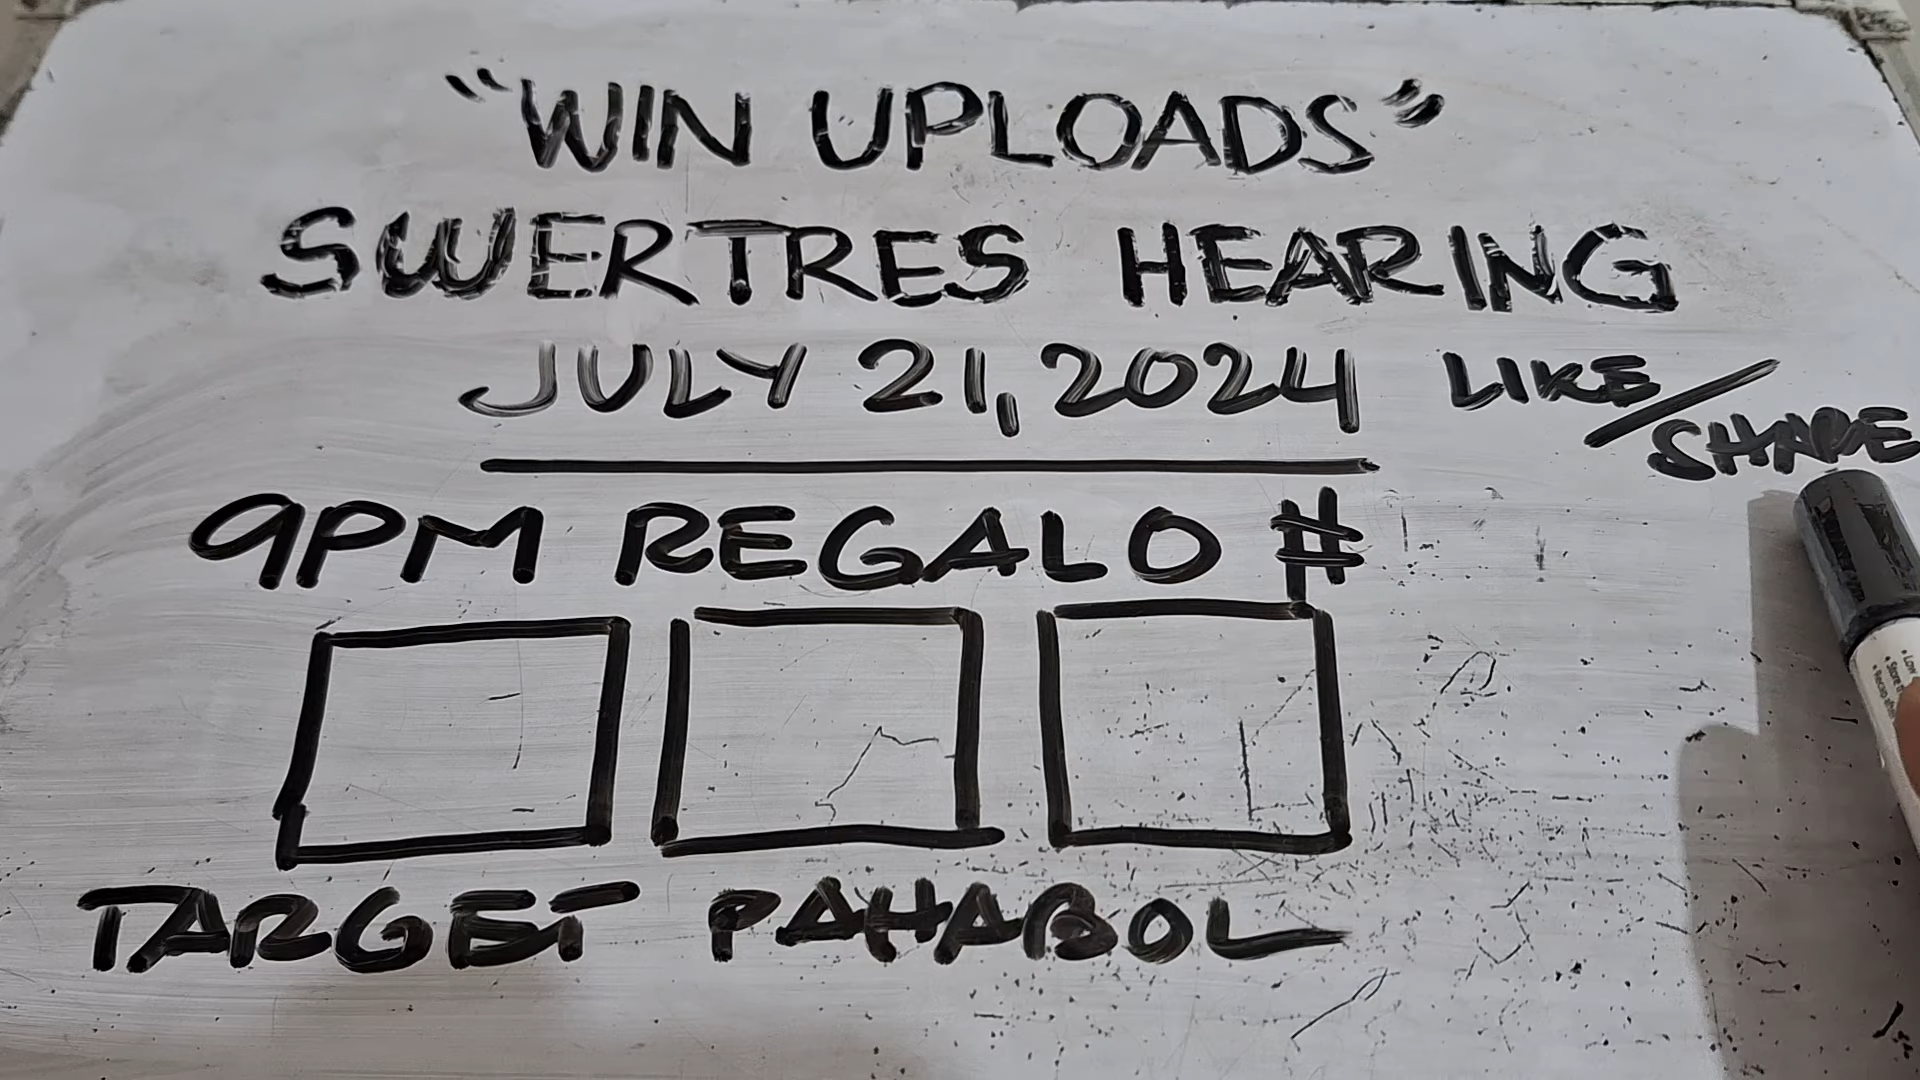 "WIN UPLOADS"
SWERTRES HEARING
JULY 21, 2024
LIKE/
SHARE
9PM REGALO #
TARGET PAHABOL